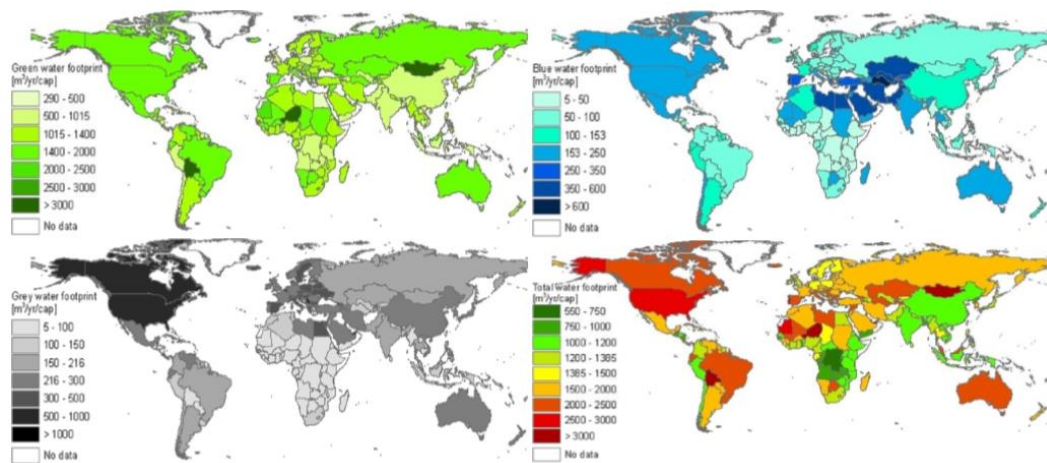 Green water footprint
[m³/yr/cap]
290 - 500
500 - 1015
1015 - 1400
1400 - 2000
2000 - 2500
2500 - 3000
> 3000
No data
Blue water footprint
[m³/yr/cap]
5 - 50
50 - 100
100 - 153
153 - 250
250 - 350
350 - 600
> 600
No data
Grey water footprint
[m³/yr/cap]
5 - 100
100 - 150
150 - 216
216 - 300
300 - 500
500 - 1000
> 1000
No data
Total water footprint
[m³/yr/cap]
550 - 750
750 - 1000
1000 - 1200
1200 - 1385
1385 - 1500
1500 - 2000
2000 - 2500
2500 - 3000
> 3000
No data